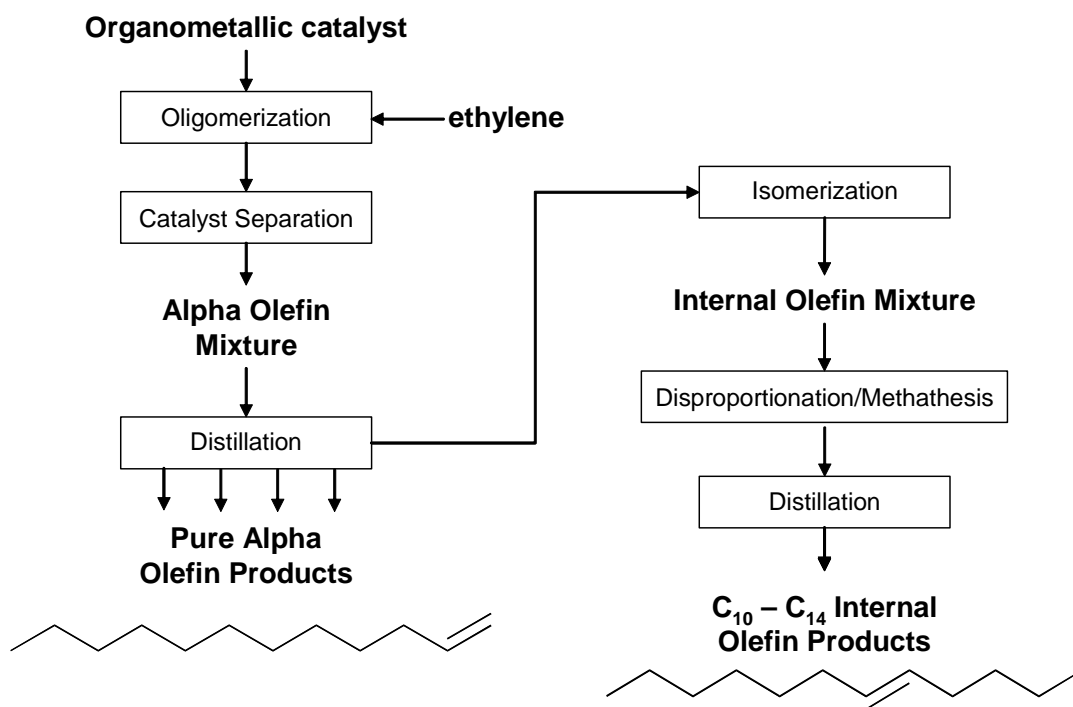 Organometallic catalyst
Oligomerization
ethylene
Catalyst Separation
Alpha Olefin
Mixture
Distillation
Pure Alpha
Olefin Products
Isomerization
Internal Olefin Mixture
Disproportionation/Methathesis
Distillation
C₁₀ – C₁₄ Internal
Olefin Products